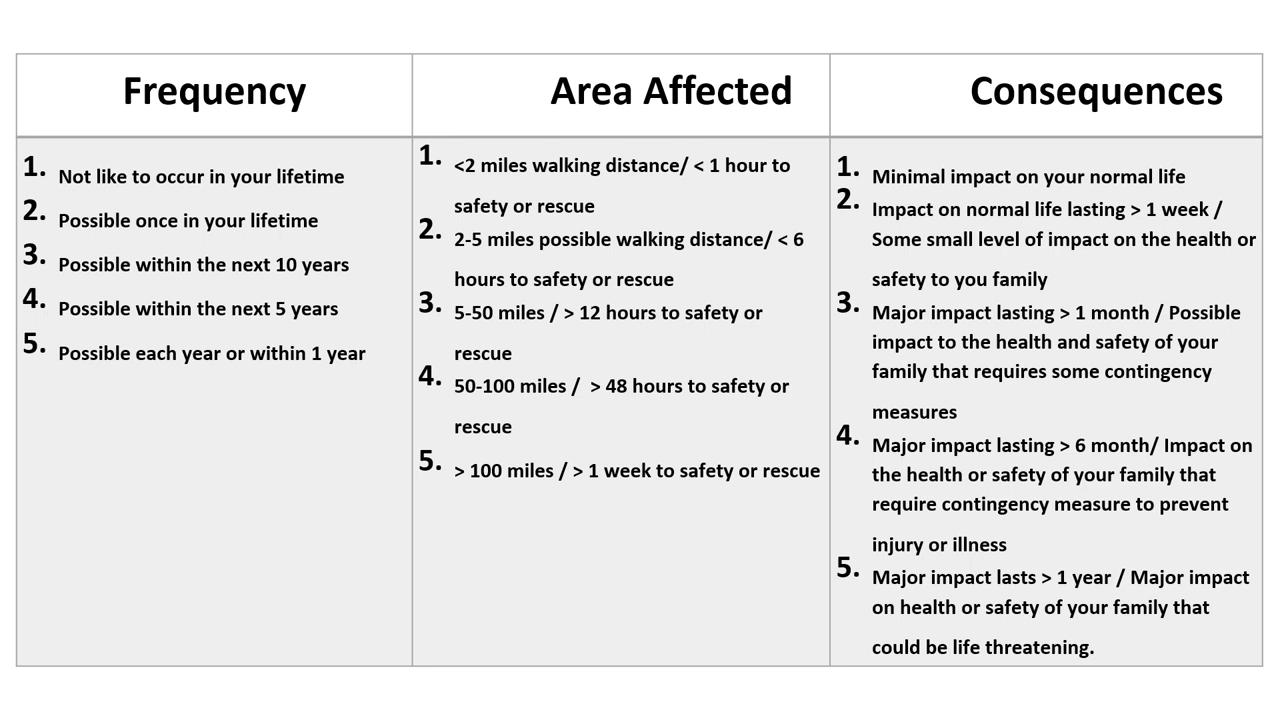 Frequency
Area Affected
Consequences
1. Not like to occur in your lifetime
2. Possible once in your lifetime
3. Possible within the next 10 years
4. Possible within the next 5 years
5. Possible each year or within 1 year
1. <2 miles walking distance/ < 1 hour to
safety or rescue
2. 2-5 miles possible walking distance/ < 6
hours to safety or rescue
3. 5-50 miles / > 12 hours to safety or
rescue
4. 50-100 miles /  > 48 hours to safety or
rescue
5. > 100 miles / > 1 week to safety or rescue
1. Minimal impact on your normal life
2. Impact on normal life lasting > 1 week /
Some small level of impact on the health or
safety to you family
3. Major impact lasting > 1 month / Possible
impact to the health and safety of your
family that requires some contingency
measures
4. Major impact lasting > 6 month/ Impact on
the health or safety of your family that
require contingency measure to prevent
injury or illness
5. Major impact lasts > 1 year / Major impact
on health or safety of your family that
could be life threatening.